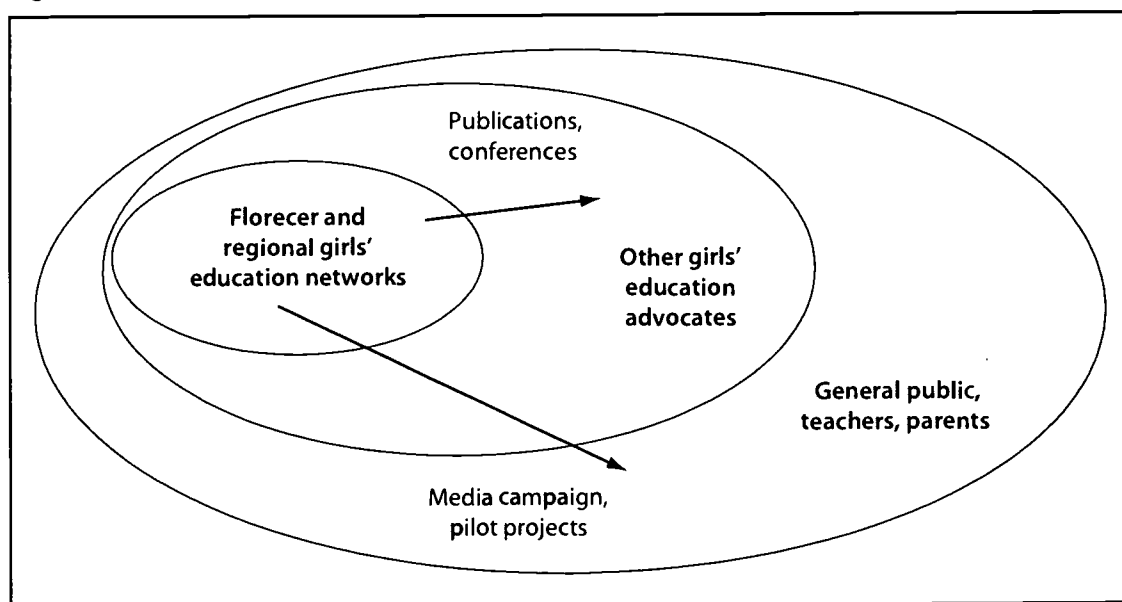 Publications,
conferences
Florecer and
regional girls'
education networks
Other girls'
education
advocates
General public,
teachers, parents
Media campaign,
pilot projects